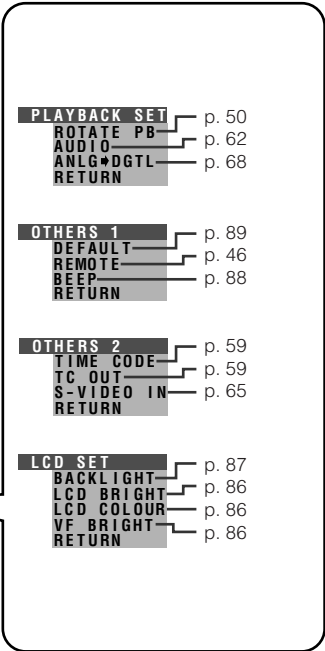 PLAYBACK SET
ROTATE PB p. 50
AUDIO p. 62
ANLG➧DGTL p. 68
RETURN
OTHERS 1
DEFAULT p. 89
REMOTE p. 46
BEEP p. 88
RETURN
OTHERS 2
TIME CODE p. 59
TC OUT p. 59
S-VIDEO IN p. 65
RETURN
LCD SET
BACKLIGHT p. 87
LCD BRIGHT p. 86
LCD COLOUR p. 86
VF BRIGHT p. 86
RETURN